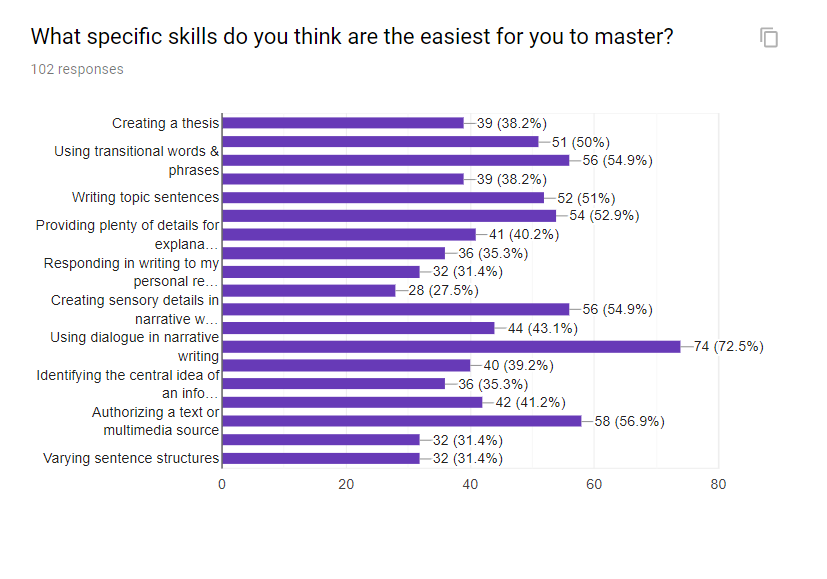 What specific skills do you think are the easiest for you to master?
102 responses
Creating a thesis
39 (38.2%)
51 (50%)
Using transitional words &
phrases
56 (54.9%)
39 (38.2%)
Writing topic sentences
52 (51%)
54 (52.9%)
Providing plenty of details for
explana…
41 (40.2%)
36 (35.3%)
Responding in writing to my
personal re…
32 (31.4%)
28 (27.5%)
Creating sensory details in
narrative w…
56 (54.9%)
44 (43.1%)
Using dialogue in narrative
writing
74 (72.5%)
40 (39.2%)
Identifying the central idea of
an info…
36 (35.3%)
42 (41.2%)
Authorizing a text or
multimedia source
58 (56.9%)
32 (31.4%)
Varying sentence structures
32 (31.4%)
0 20 40 60 80